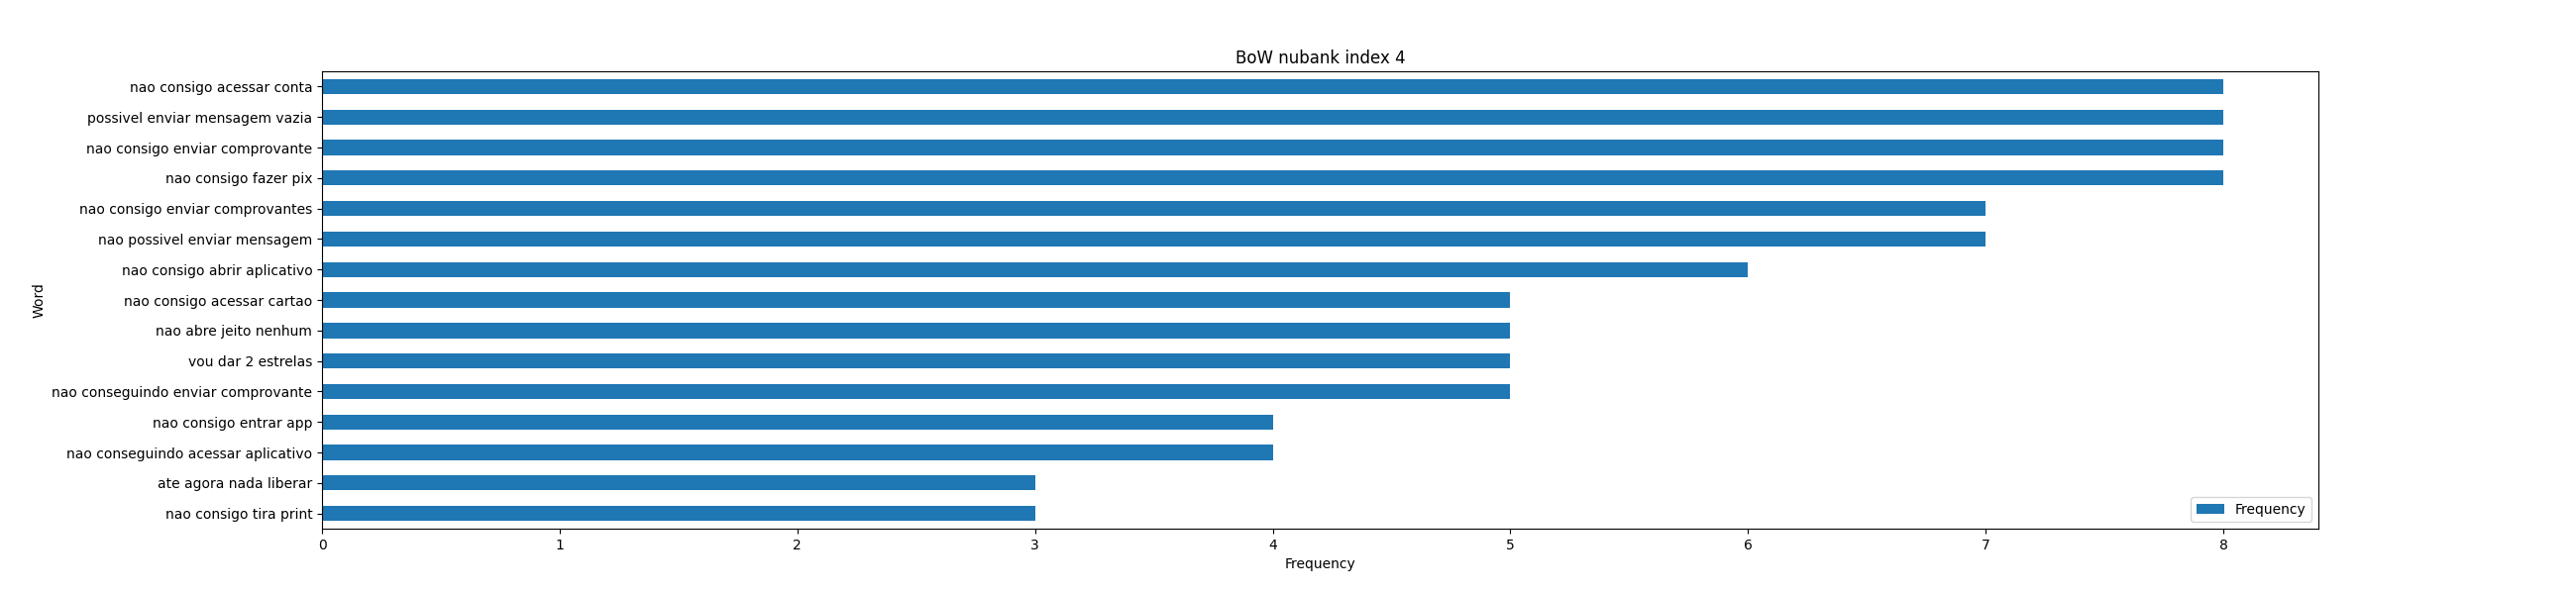 BoW nubank index 4
nao consigo acessar conta
possivel enviar mensagem vazia
nao consigo enviar comprovante
nao consigo fazer pix
nao consigo enviar comprovantes
nao possivel enviar mensagem
nao consigo abrir aplicativo
nao consigo acessar cartao
nao abre jeito nenhum
vou dar 2 estrelas
nao conseguindo enviar comprovante
nao consigo entrar app
nao conseguindo acessar aplicativo
ate agora nada liberar
nao consigo tira print
Word
Frequency
0 1 2 3 4 5 6 7 8
Frequency